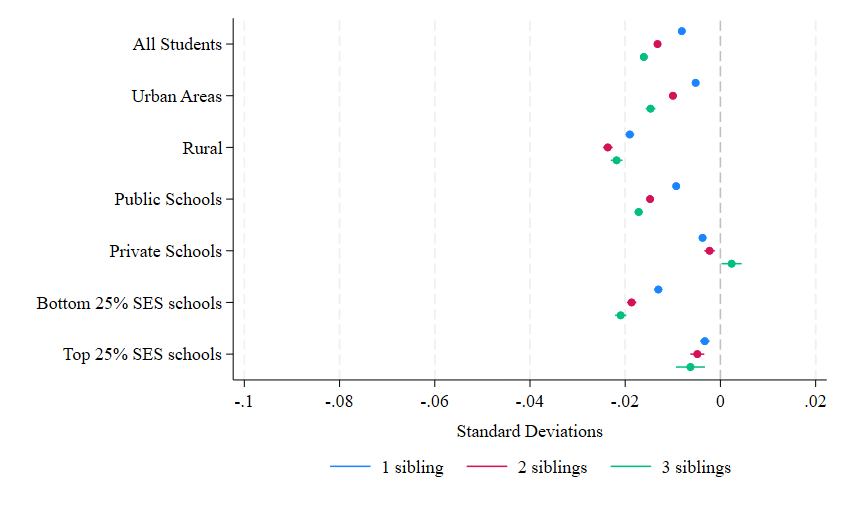 All Students
Urban Areas
Rural
Public Schools
Private Schools
Bottom 25% SES schools
Top 25% SES schools
-.1 -.08 -.06 -.04 -.02 0 .02
Standard Deviations
1 sibling 2 siblings 3 siblings